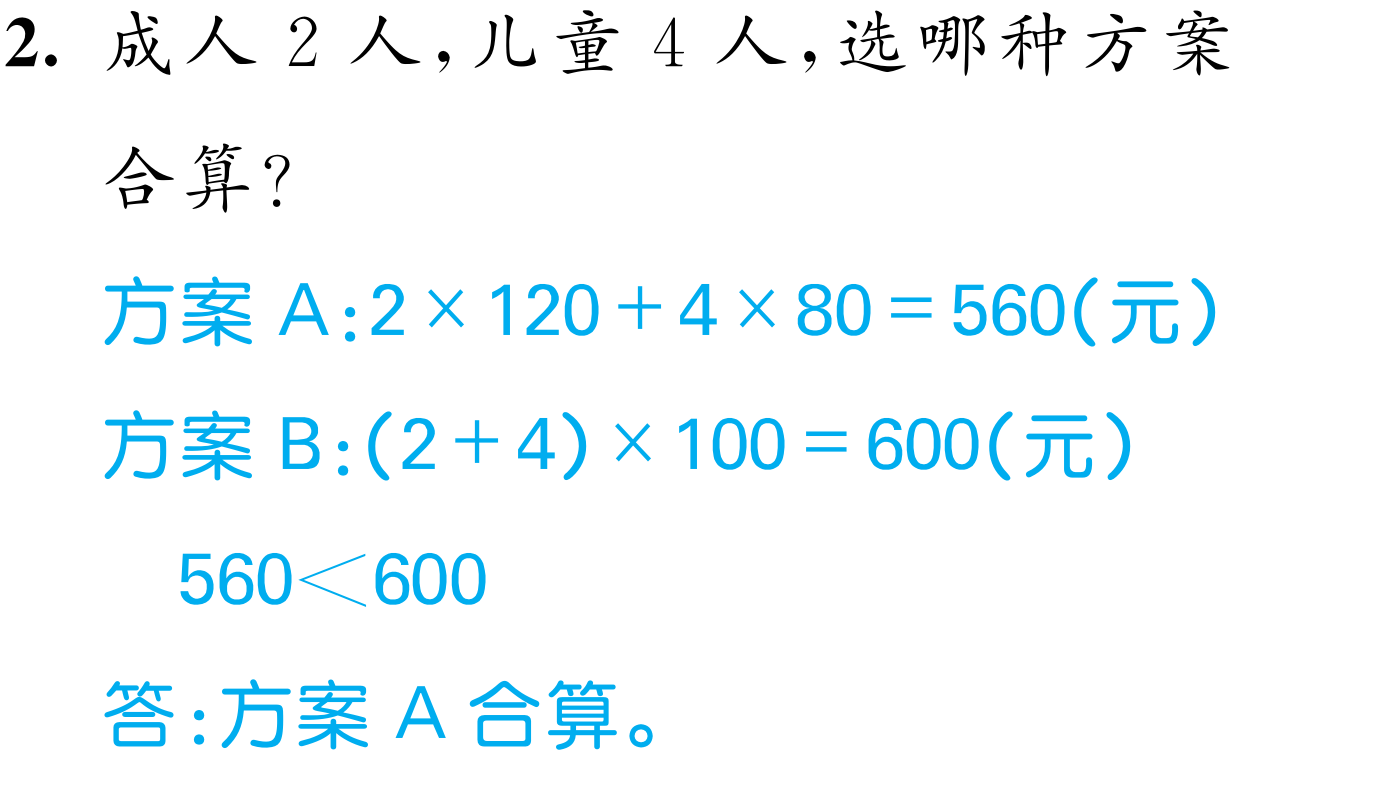 2. 成人 2 人,儿童 4 人,选哪种方案
合算?
方案 A:2×120+4×80=560(元)
方案 B:(2+4)×100=600(元)
560<600
答:方案 A 合算。